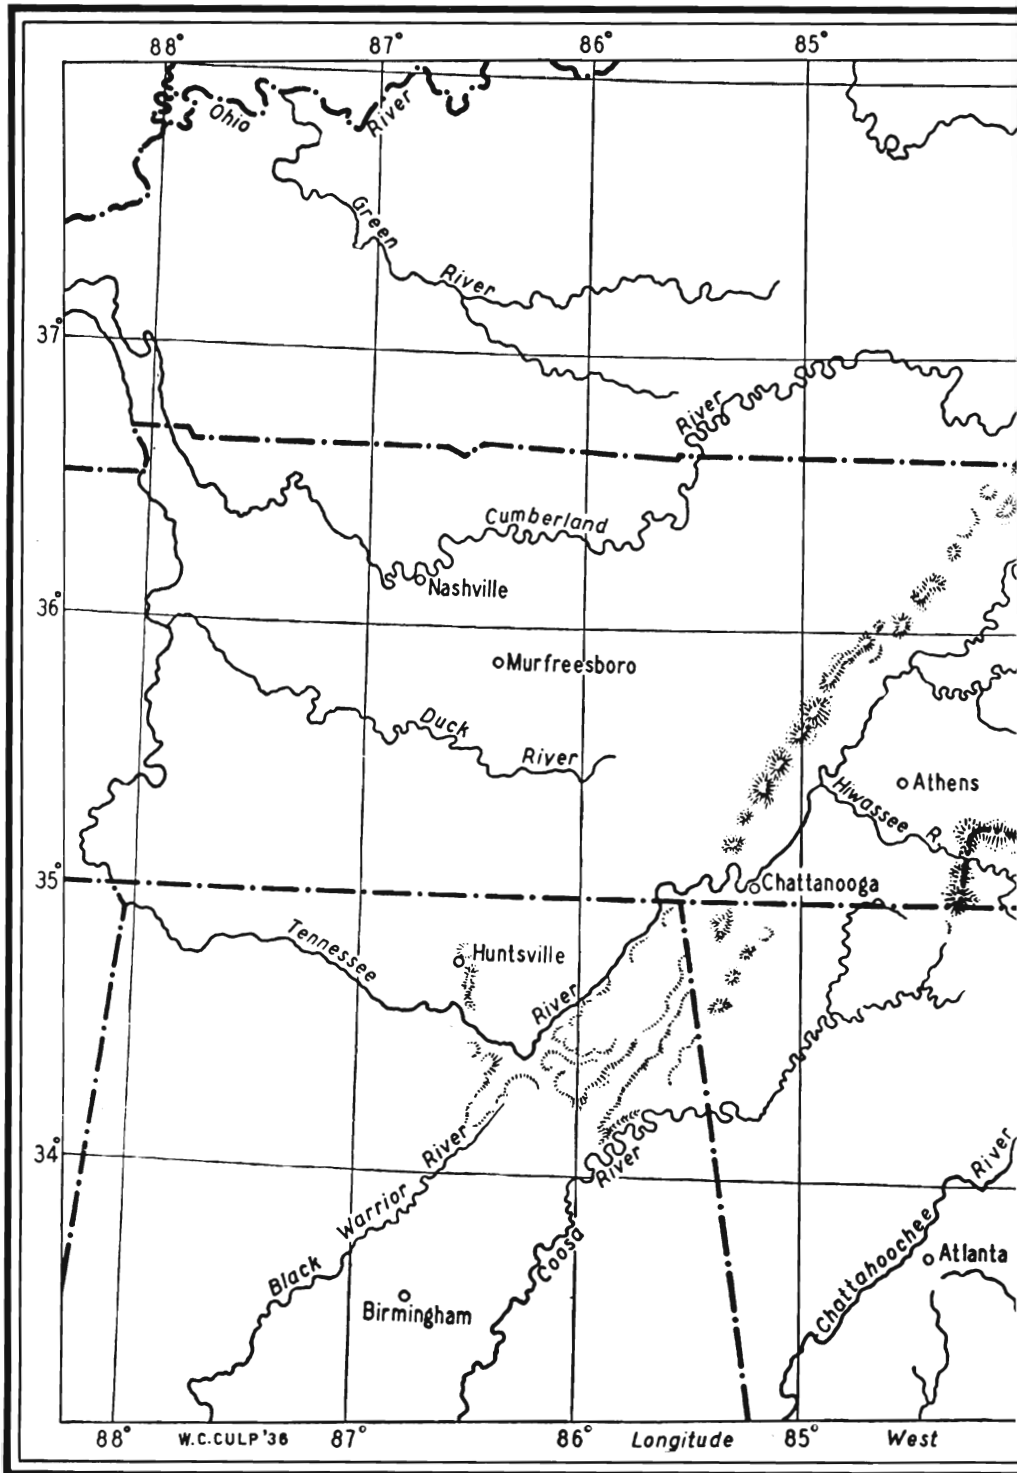 88° 87° 86° 85°
Ohio
River
Green
River
37°
River
Cumberland
Nashville
36°
Murfreesboro
Duck
River
Athens
Hiwassee R.
35°
Chattanooga
Tennessee
Huntsville
River
34°
River
River
River
Warrior
Chattahoochee
Coosa
Atlanta
Black
Birmingham
88° W.C.CULP '36 87° 86° Longitude 85° West